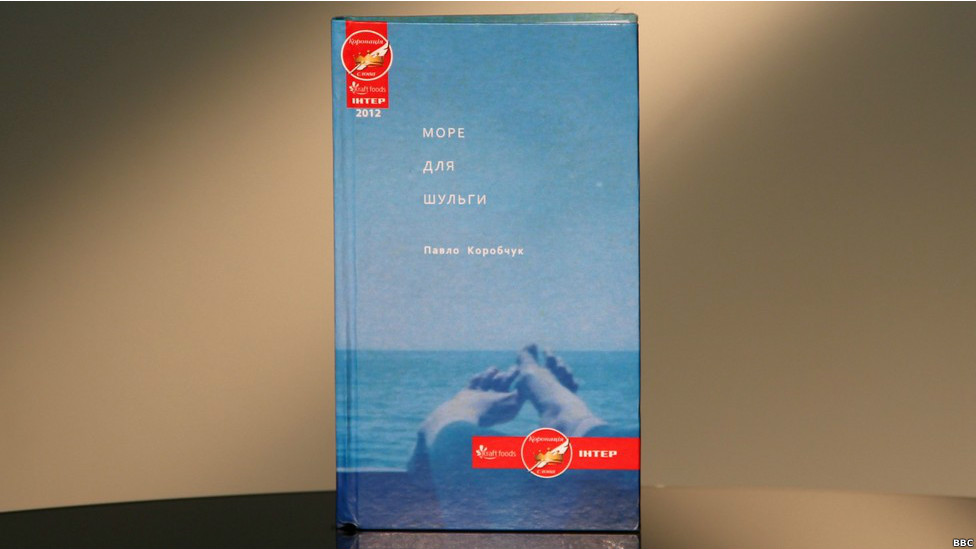 Коронація
слова
kraft foods
ІНТЕР
2012
МОРЕ
ДЛЯ
ШУЛЬГИ
Павло Коробчук
kraft foods
Коронація
слова
ІНТЕР
BBC